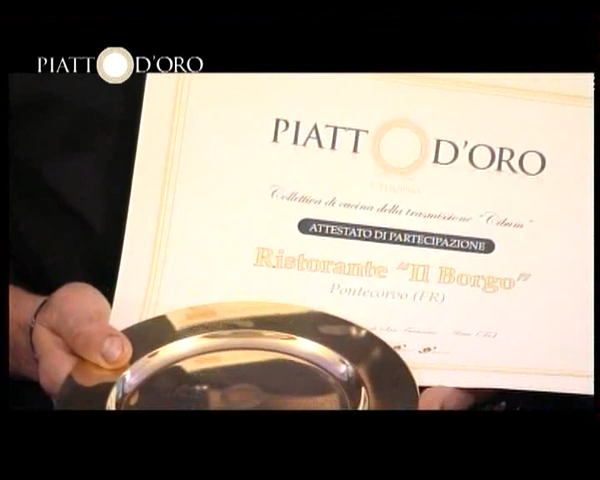 PIATTO D'ORO
PIATTO D'ORO
Collettiva di cucina della trasmissione "Cibum"
ATTESTATO DI PARTECIPAZIONE
Ristorante "Il Borgo"
Pontecorvo (FR)